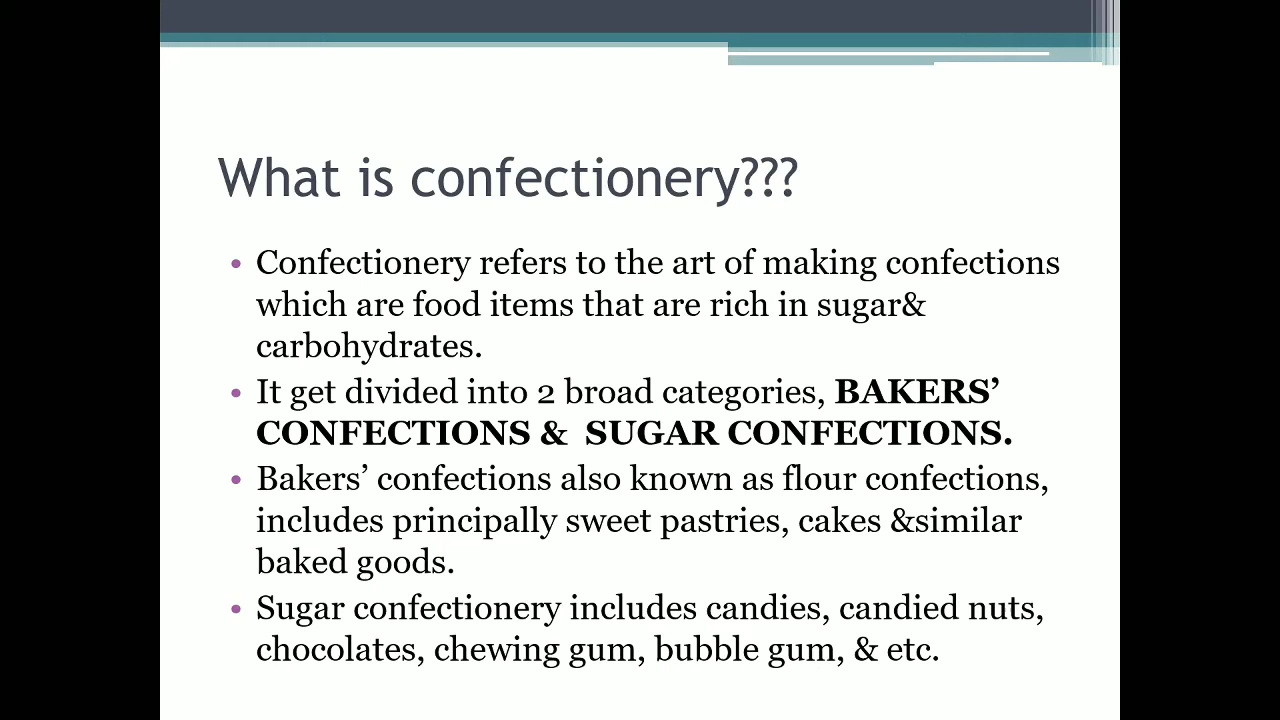 What is confectionery???
• Confectionery refers to the art of making confections
which are food items that are rich in sugar&
carbohydrates.
• It get divided into 2 broad categories, BAKERS’
CONFECTIONS &  SUGAR CONFECTIONS.
• Bakers’ confections also known as flour confections,
includes principally sweet pastries, cakes &similar
baked goods.
• Sugar confectionery includes candies, candied nuts,
chocolates, chewing gum, bubble gum, & etc.